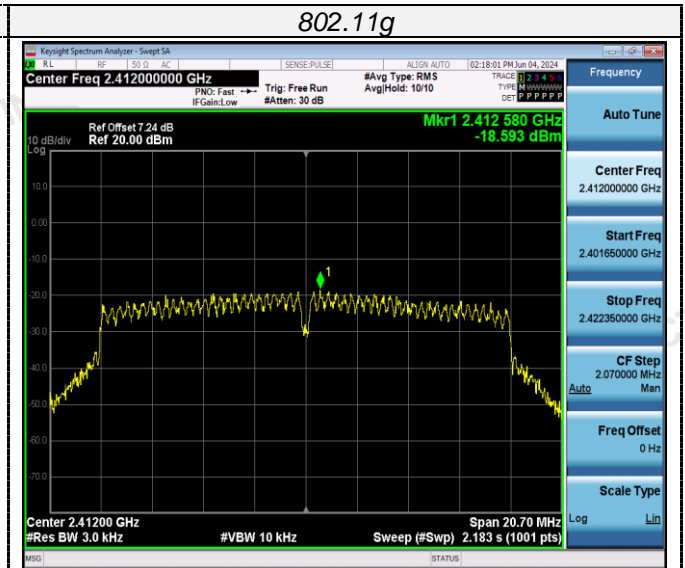 802.11g
Keysight Spectrum Analyzer - Swept SA
RL RF 50 Ω AC SENSE:PULSE ALIGN AUTO 02:18:01 PM Jun 04, 2024
Center Freq 2.412000000 GHz
PNO: Fast
IFGain:Low
Trig: Free Run
#Atten: 30 dB
#Avg Type: RMS
Avg|Hold: 10/10
TRACE 1 2 3 4 5 6
TYPE M WWWWW
DET P P P P P P
Ref Offset 7.24 dB
10 dB/div Ref 20.00 dBm
Log
Mkr1 2.412 580 GHz
-18.593 dBm
10.0
0.00
-10.0
-20.0
-30.0
-40.0
-50.0
-60.0
-70.0
1
Center 2.41200 GHz Span 20.70 MHz
#Res BW 3.0 kHz #VBW 10 kHz Sweep (#Swp) 2.183 s (1001 pts)
MSG STATUS
Frequency
Auto Tune
Center Freq
2.412000000 GHz
Start Freq
2.401650000 GHz
Stop Freq
2.422350000 GHz
CF Step
2.070000 MHz
Auto Man
Freq Offset
0 Hz
Scale Type
Log Lin